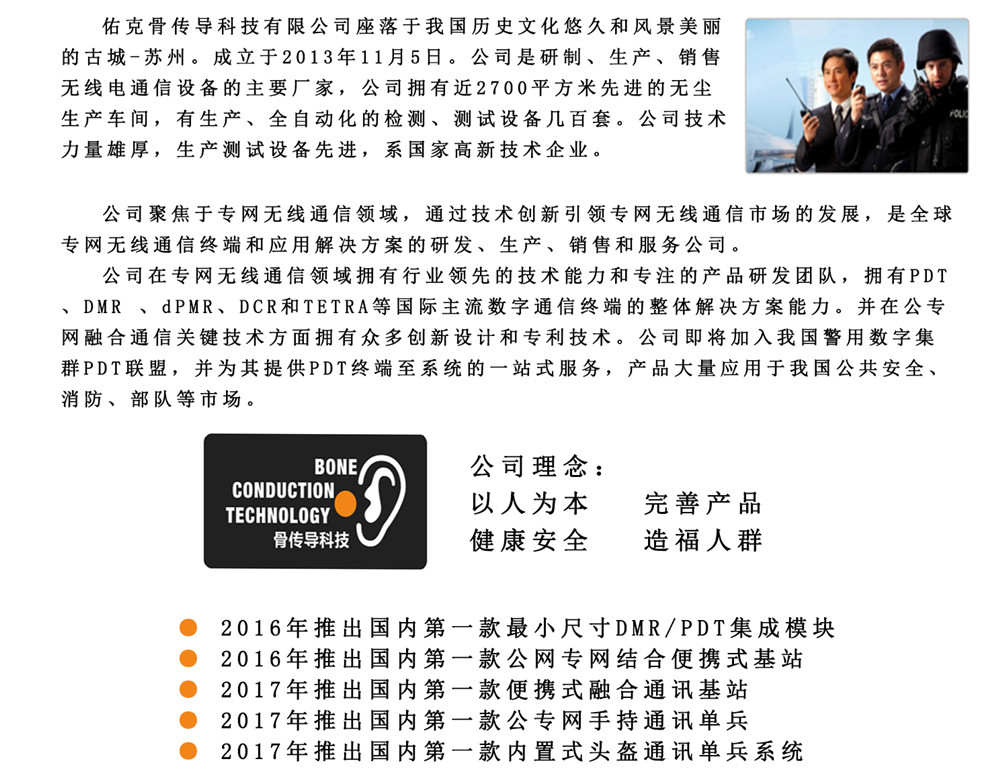 佑克骨传导科技有限公司座落于我国历史文化悠久和风景美丽
的古城-苏州。成立于2013年11月5日。公司是研制、生产、销售
无线电通信设备的主要厂家，公司拥有近2700平方米先进的无尘
生产车间，有生产、全自动化的检测、测试设备几百套。公司技术
力量雄厚，生产测试设备先进，系国家高新技术企业。
POLIC
公司聚焦于专网无线通信领域，通过技术创新引领专网无线通信市场的发展，是全球
专网无线通信终端和应用解决方案的研发、生产、销售和服务公司。
公司在专网无线通信领域拥有行业领先的技术能力和专注的产品研发团队，拥有PDT
、DMR 、dPMR、DCR和TETRA等国际主流数字通信终端的整体解决方案能力。并在公专
网融合通信关键技术方面拥有众多创新设计和专利技术。公司即将加入我国警用数字集
群PDT联盟，并为其提供PDT终端至系统的一站式服务，产品大量应用于我国公共安全、
消防、部队等市场。
BONE
CONDUCTION
TECHNOLOGY
骨传导科技
公司理念：
以人为本 完善产品
健康安全 造福人群
2016年推出国内第一款最小尺寸DMR/PDT集成模块
2016年推出国内第一款公网专网结合便携式基站
2017年推出国内第一款便携式融合通讯基站
2017年推出国内第一款公专网手持通讯单兵
2017年推出国内第一款内置式头盔通讯单兵系统